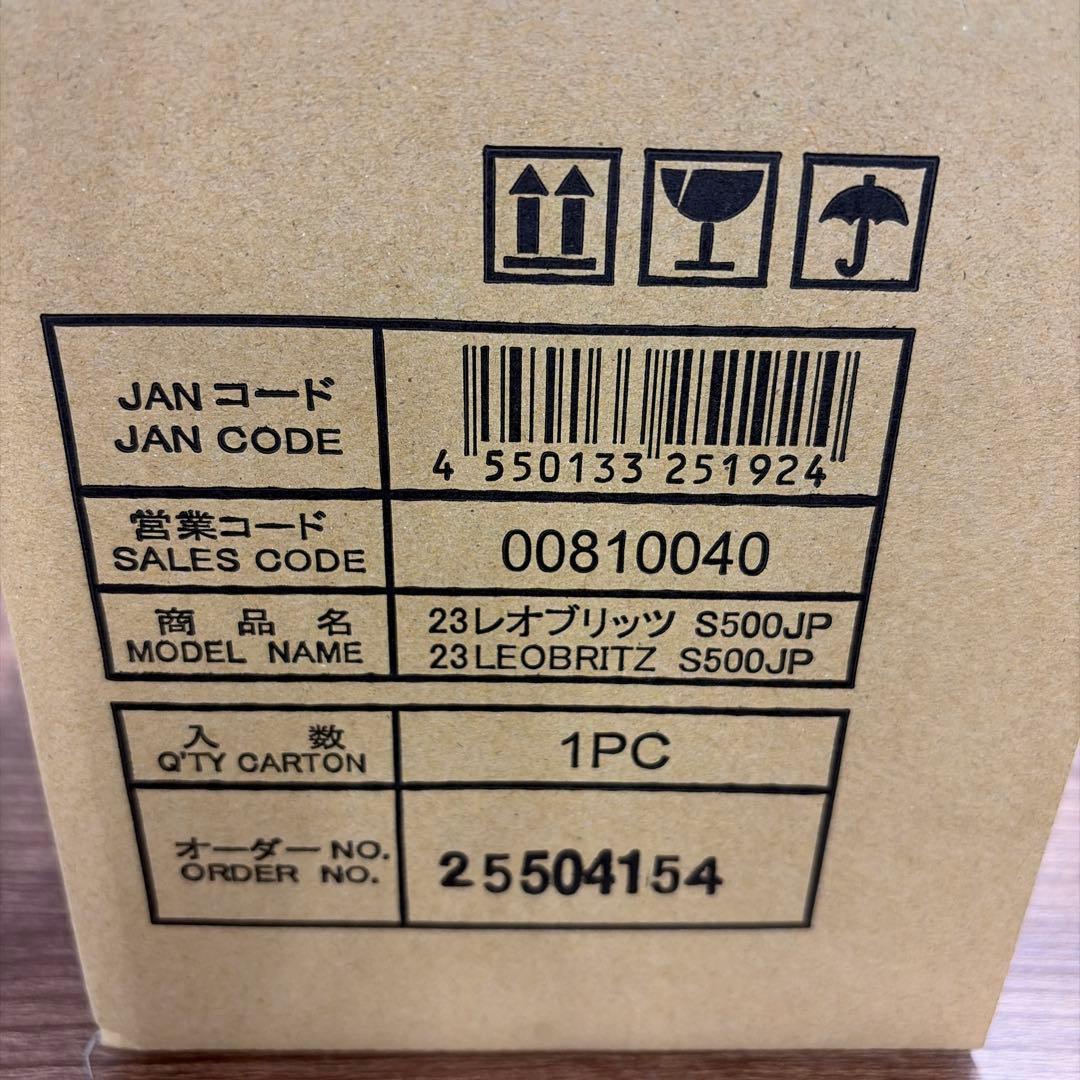 JANコード
JAN CODE
4 550133 251924
営業コード
SALES CODE
00810040
商品名
MODEL NAME
23レオブリッツ S500JP
23LEOBRITZ S500JP
入数
Q'TY CARTON
1PC
オーダーNO.
ORDER NO.
25504154